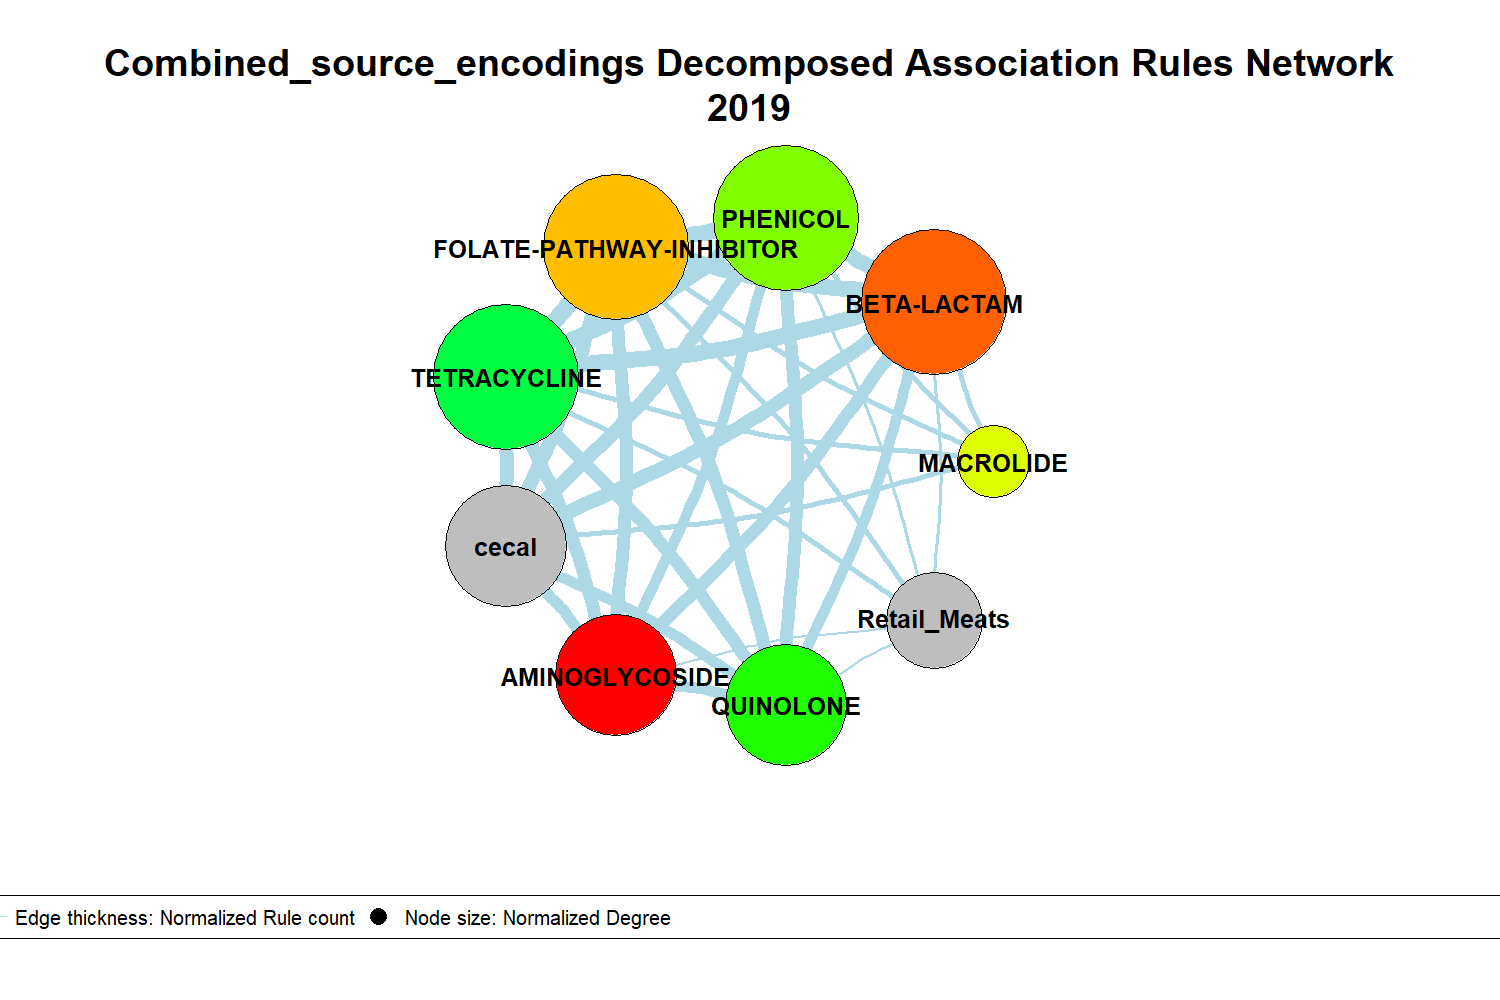 Combined_source_encodings Decomposed Association Rules Network
2019
PHENICOL
FOLATE-PATHWAY-INHIBITOR
BETA-LACTAM
TETRACYCLINE
MACROLIDE
cecal
Retail_Meats
AMINOGLYCOSIDE
QUINOLONE
Edge thickness: Normalized Rule count
Node size: Normalized Degree